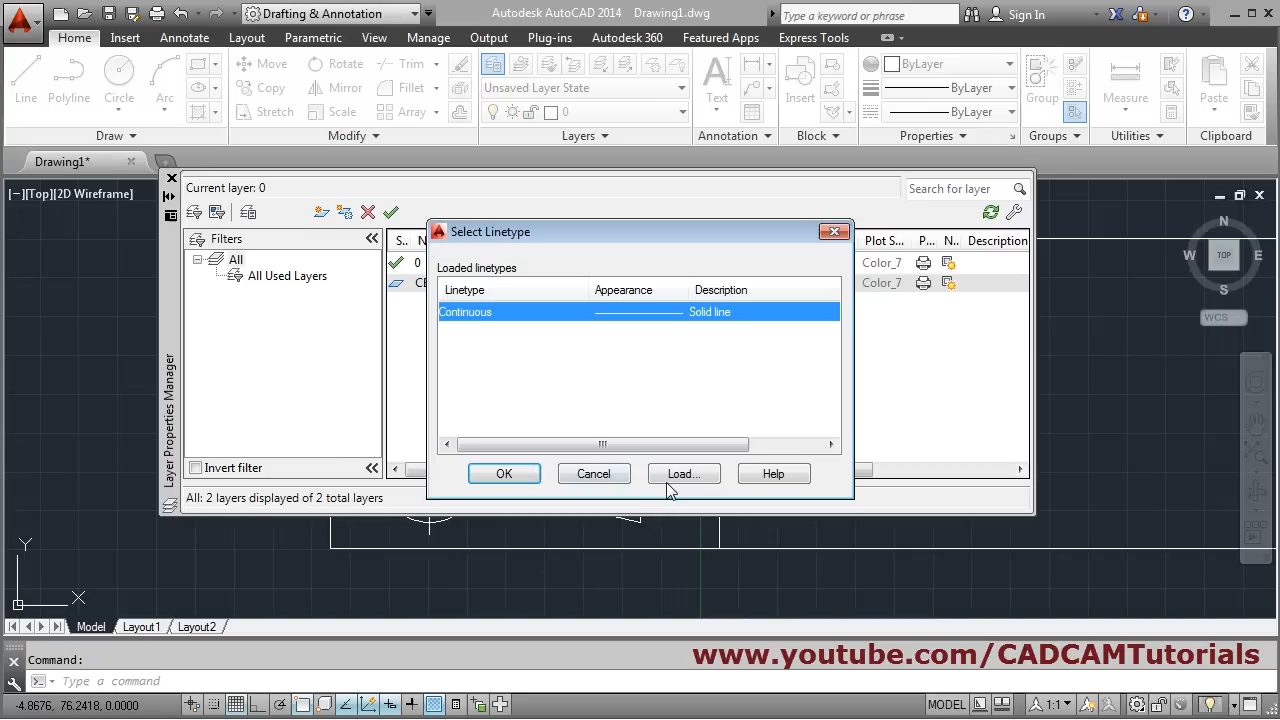 Drafting & Annotation
Autodesk AutoCAD 2014 Drawing1.dwg
Type a keyword or phrase
Sign In
Home Insert Annotate Layout Parametric View Manage Output Plug-ins Autodesk 360 Featured Apps Express Tools
Line
Polyline
Circle
Arc
Move
Rotate
Trim
Copy
Mirror
Fillet
Stretch
Scale
Array
Unsaved Layer State
0
Text
Insert
ByLayer
ByLayer
ByLayer
Group
Measure
Paste
Draw
Modify
Layers
Annotation
Block
Properties
Groups
Utilities
Clipboard
Drawing1*
[−][Top][2D Wireframe]
Current layer: 0
Search for layer
Filters
All
All Used Layers
Invert filter
All: 2 layers displayed of 2 total layers
Layer Properties Manager
S.. N
0
CE
Plot S... P... N.. Description
Color_7
Color_7
Select Linetype
Loaded linetypes
Linetype Appearance Description
Continuous Solid line
OK Cancel Load... Help
N
W TOP E
S
WCS
Y
X
Model Layout1 Layout2
Command:
Type a command
www.youtube.com/CADCAMTutorials
-4.8676, 76.2418, 0.0000
MODEL
1:1